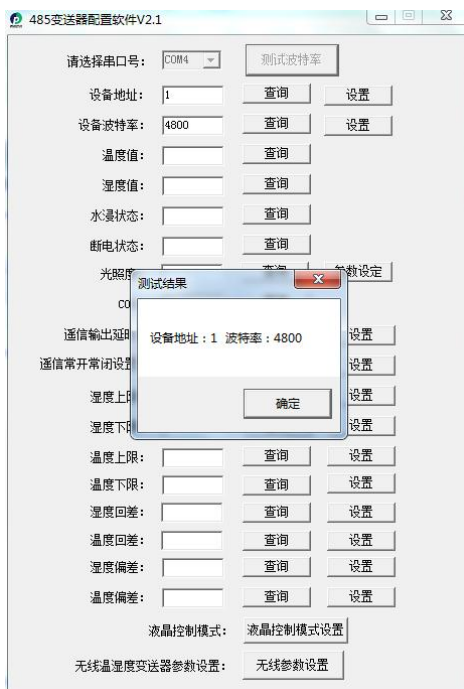 485变送器配置软件V2.1
请选择串口号： COM4 测试波特率
设备地址： 1 查询 设置
设备波特率： 4800 查询 设置
温度值： 查询
湿度值： 查询
水浸状态： 查询
断电状态： 查询
光照度 查询 参数设定
CO
测试结果
设备地址：1 波特率：4800
确定
遥信输出延时 设置
遥信常开常闭设置 设置
湿度上限 设置
湿度下限 设置
温度上限： 查询 设置
温度下限： 查询 设置
湿度回差： 查询 设置
温度回差： 查询 设置
湿度偏差： 查询 设置
温度偏差： 查询 设置
液晶控制模式： 液晶控制模式设置
无线温湿度变送器参数设置： 无线参数设置